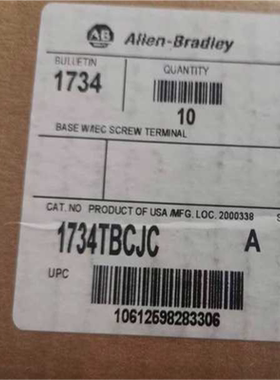 AB Allen-Bradley
BULLETIN QUANTITY
1734
10
BASE W/IEC SCREW TERMINAL
CAT. NO PRODUCT OF USA /MFG. LOC. 2000338 S
1734TBCJC A
UPC
10612598283306